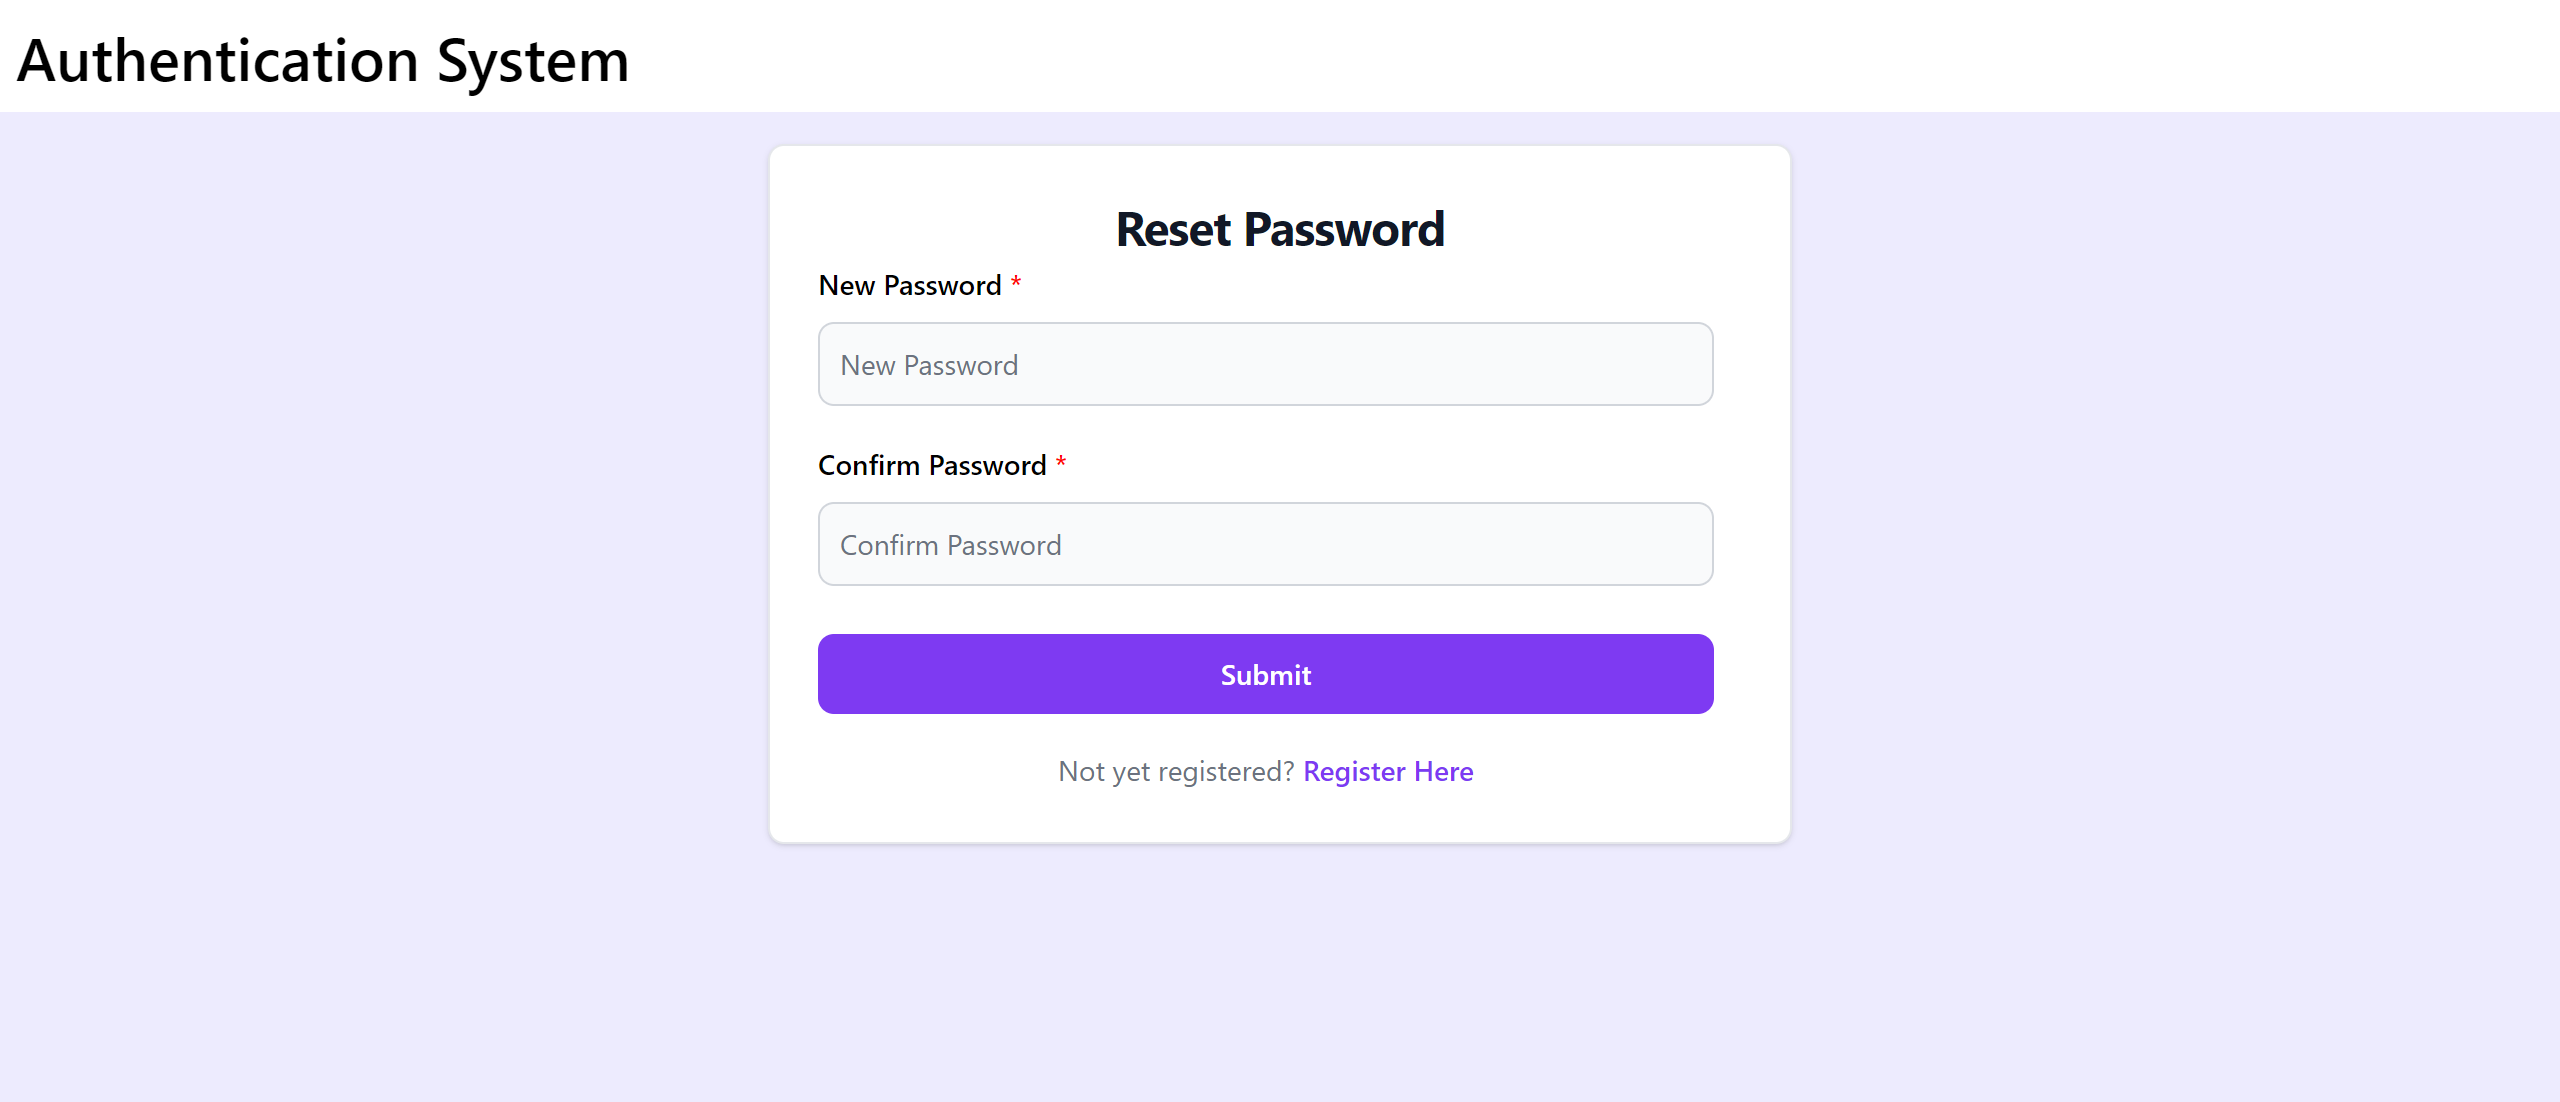 Authentication System
Reset Password
New Password *
New Password
Confirm Password *
Confirm Password
Submit
Not yet registered? Register Here